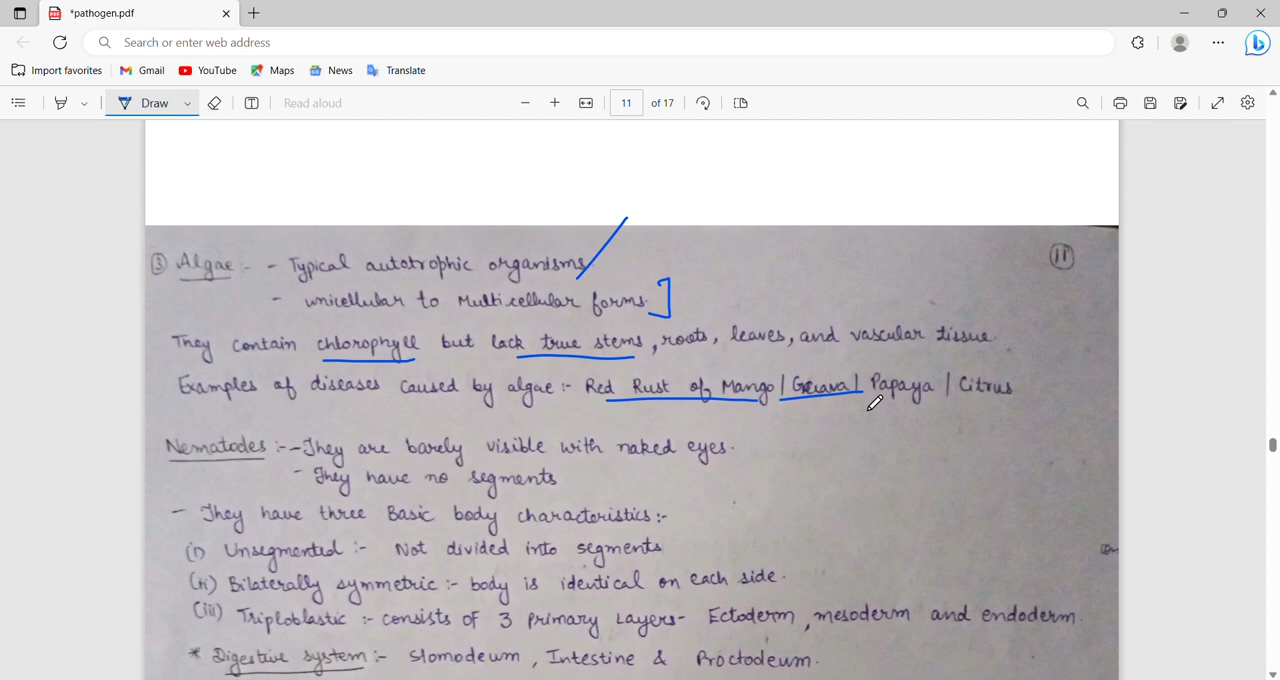 *pathogen.pdf
Search or enter web address
Import favorites Gmail YouTube Maps News Translate
Draw Read aloud 11 of 17
③ Algae :- - Typical autotrophic organisms
11
- unicellular to Multicellular forms.
They contain chlorophyll but lack true stems, roots, leaves, and vascular tissue.
Examples of diseases caused by algae :- Red Rust of Mango | Guava | Papaya | Citrus
Nematodes :- - They are barely visible with naked eyes.
- They have no segments
- They have three Basic body characteristics :-
(i) Unsegmented :- Not divided into segments
(ii) Bilaterally symmetric :- body is identical on each side.
(iii) Triploblastic :- consists of 3 primary layers- Ectoderm, mesoderm and endoderm.
* Digestive system :- Stomodeum, Intestine & Proctodeum.